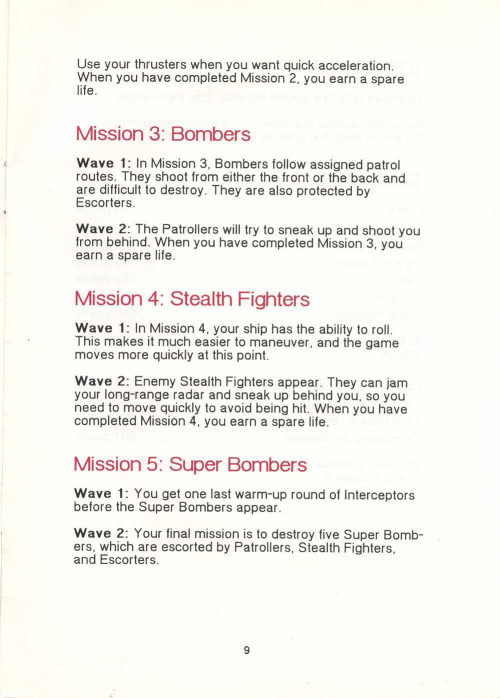 Use your thrusters when you want quick acceleration.
When you have completed Mission 2, you earn a spare
life.
Mission 3: Bombers
Wave 1: In Mission 3, Bombers follow assigned patrol
routes. They shoot from either the front or the back and
are difficult to destroy. They are also protected by
Escorters.
Wave 2: The Patrollers will try to sneak up and shoot you
from behind. When you have completed Mission 3, you
earn a spare life.
Mission 4: Stealth Fighters
Wave 1: In Mission 4, your ship has the ability to roll.
This makes it much easier to maneuver, and the game
moves more quickly at this point.
Wave 2: Enemy Stealth Fighters appear. They can jam
your long-range radar and sneak up behind you, so you
need to move quickly to avoid being hit. When you have
completed Mission 4, you earn a spare life.
Mission 5: Super Bombers
Wave 1: You get one last warm-up round of Interceptors
before the Super Bombers appear.
Wave 2: Your final mission is to destroy five Super Bomb-
ers, which are escorted by Patrollers, Stealth Fighters,
and Escorters.
9